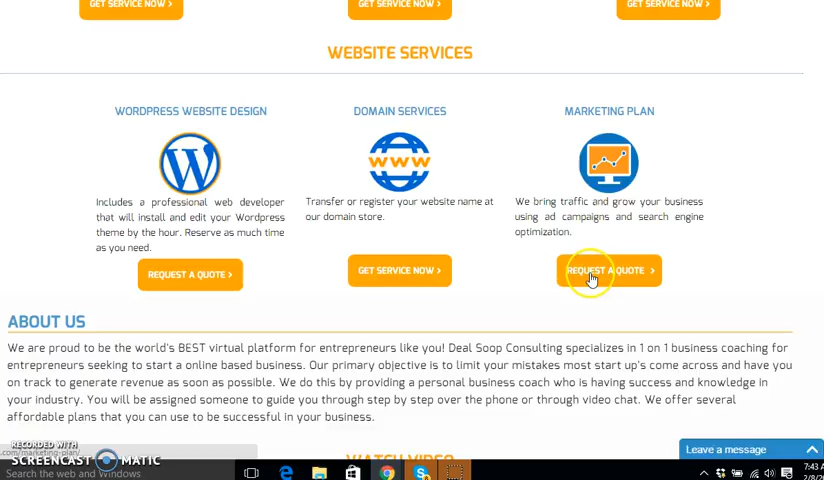 GET SERVICE NOW >
GET SERVICE NOW >
GET SERVICE NOW >
WEBSITE SERVICES
WORDPRESS WEBSITE DESIGN
DOMAIN SERVICES
MARKETING PLAN
W
WWW
Includes a professional web developer
that will install and edit your Wordpress
theme by the hour. Reserve as much time
as you need.
Transfer or register your website name at
our domain store.
We bring traffic and grow your business
using ad campaigns and search engine
optimization.
REQUEST A QUOTE >
GET SERVICE NOW >
REQUEST A QUOTE >
ABOUT US
We are proud to be the world's BEST virtual platform for entrepreneurs like you! Deal Soop Consulting specializes in 1 on 1 business coaching for
entrepreneurs seeking to start a online based business. Our primary objective is to limit your mistakes most start up's come across and have you
on track to generate revenue as soon as possible. We do this by providing a personal business coach who is having success and knowledge in
your industry. You will be assigned someone to guide you through step by step over the phone or through video chat. We offer several
affordable plans that you can use to be successful in your business.
RECORDED WITH
.com/marketing-plan/
SCREENCAST MATIC
WATCH VIDEO
Leave a message
Search the web and Windows
7:43 A
2/8/2